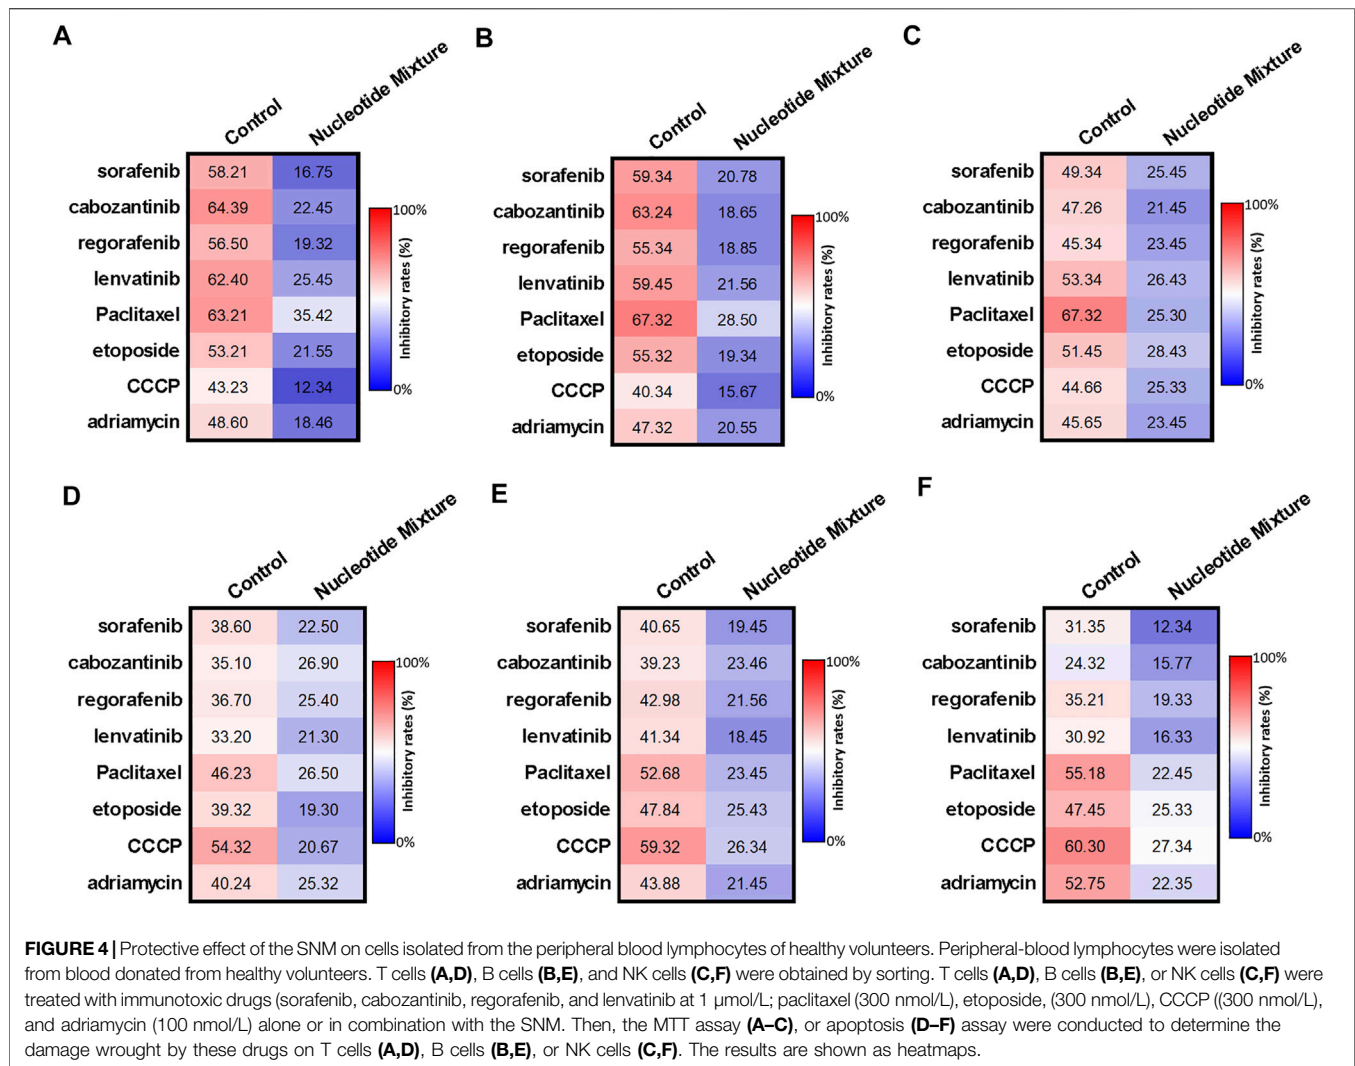 A
Control
Nucleotide Mixture
sorafenib 58.21 16.75
cabozantinib 64.39 22.45
regorafenib 56.50 19.32
lenvatinib 62.40 25.45
Paclitaxel 63.21 35.42
etoposide 53.21 21.55
CCCP 43.23 12.34
adriamycin 48.60 18.46
100%
Inhibitory rates (%)
0%
B
Control
Nucleotide Mixture
sorafenib 59.34 20.78
cabozantinib 63.24 18.65
regorafenib 55.34 18.85
lenvatinib 59.45 21.56
Paclitaxel 67.32 28.50
etoposide 55.32 19.34
CCCP 40.34 15.67
adriamycin 47.32 20.55
100%
Inhibitory rates (%)
0%
C
Control
Nucleotide Mixture
sorafenib 49.34 25.45
cabozantinib 47.26 21.45
regorafenib 45.34 23.45
lenvatinib 53.34 26.43
Paclitaxel 67.32 25.30
etoposide 51.45 28.43
CCCP 44.66 25.33
adriamycin 45.65 23.45
100%
Inhibitory rates (%)
0%
D
Control
Nucleotide Mixture
sorafenib 38.60 22.50
cabozantinib 35.10 26.90
regorafenib 36.70 25.40
lenvatinib 33.20 21.30
Paclitaxel 46.23 26.50
etoposide 39.32 19.30
CCCP 54.32 20.67
adriamycin 40.24 25.32
100%
Inhibitory rates (%)
0%
E
Control
Nucleotide Mixture
sorafenib 40.65 19.45
cabozantinib 39.23 23.46
regorafenib 42.98 21.56
lenvatinib 41.34 18.45
Paclitaxel 52.68 23.45
etoposide 47.84 25.43
CCCP 59.32 26.34
adriamycin 43.88 21.45
100%
Inhibitory rates (%)
0%
F
Control
Nucleotide Mixture
sorafenib 31.35 12.34
cabozantinib 24.32 15.77
regorafenib 35.21 19.33
lenvatinib 30.92 16.33
Paclitaxel 55.18 22.45
etoposide 47.45 25.33
CCCP 60.30 27.34
adriamycin 52.75 22.35
100%
Inhibitory rates (%)
0%
FIGURE 4 | Protective effect of the SNM on cells isolated from the peripheral blood lymphocytes of healthy volunteers. Peripheral-blood lymphocytes were isolated
from blood donated from healthy volunteers. T cells (A,D), B cells (B,E), and NK cells (C,F) were obtained by sorting. T cells (A,D), B cells (B,E), or NK cells (C,F) were
treated with immunotoxic drugs (sorafenib, cabozantinib, regorafenib, and lenvatinib at 1 μmol/L; paclitaxel (300 nmol/L), etoposide, (300 nmol/L), CCCP ((300 nmol/L),
and adriamycin (100 nmol/L) alone or in combination with the SNM. Then, the MTT assay (A–C), or apoptosis (D–F) assay were conducted to determine the
damage wrought by these drugs on T cells (A,D), B cells (B,E), or NK cells (C,F). The results are shown as heatmaps.